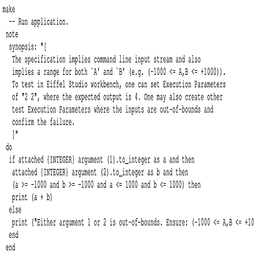 make
-- Run application.
note
synopsis: "[
The specification implies command line input stream and also
implies a range for both `A' and `B' (e.g. (-1000 <= A,B <= +1000)).
To test in Eiffel Studio workbench, one can set Execution Parameters
of "2 2", where the expected output is 4. One may also create other
test Execution Parameters where the inputs are out-of-bounds and
confirm the failure.
]"
do
if attached {INTEGER} argument (1).to_integer as a and then
attached {INTEGER} argument (2).to_integer as b and then
(a >= -1000 and b >= -1000 and a <= 1000 and b <= 1000) then
print (a + b)
else
print ("Either argument 1 or 2 is out-of-bounds. Ensure: (-1000 <= A,B <= +10
end
end